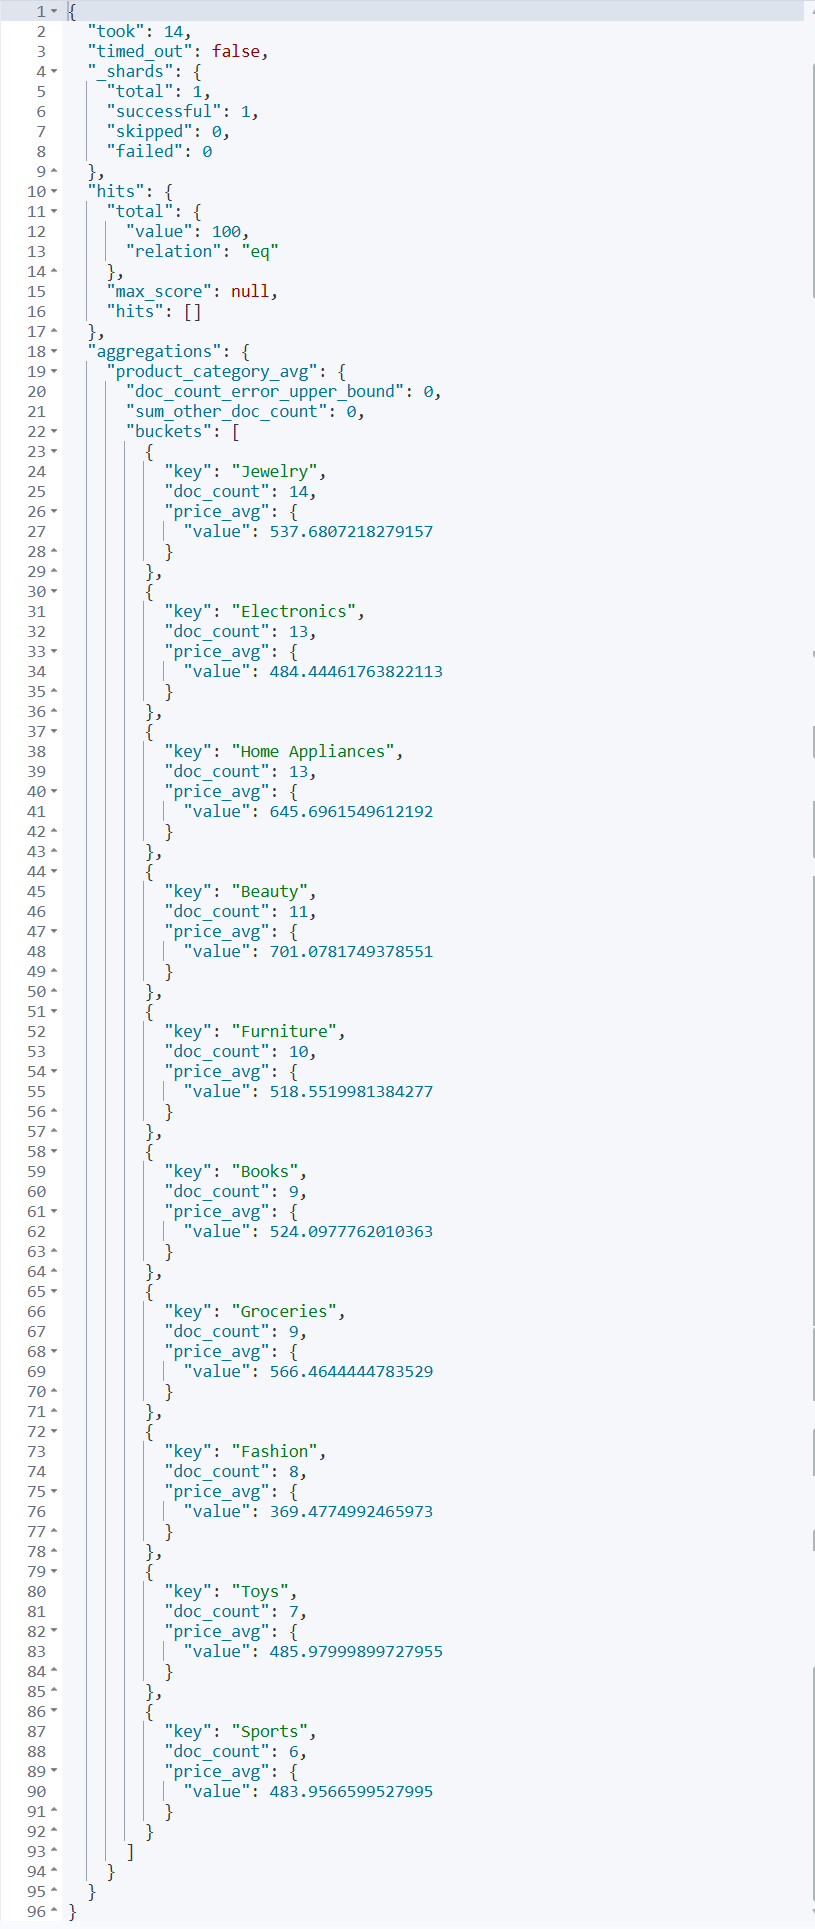 1 {
2 "took": 14,
3 "timed_out": false,
4 "_shards": {
5 "total": 1,
6 "successful": 1,
7 "skipped": 0,
8 "failed": 0
9 },
10 "hits": {
11 "total": {
12 "value": 100,
13 "relation": "eq"
14 },
15 "max_score": null,
16 "hits": []
17 },
18 "aggregations": {
19 "product_category_avg": {
20 "doc_count_error_upper_bound": 0,
21 "sum_other_doc_count": 0,
22 "buckets": [
23 {
24 "key": "Jewelry",
25 "doc_count": 14,
26 "price_avg": {
27 "value": 537.6807218279157
28 }
29 },
30 {
31 "key": "Electronics",
32 "doc_count": 13,
33 "price_avg": {
34 "value": 484.44461763822113
35 }
36 },
37 {
38 "key": "Home Appliances",
39 "doc_count": 13,
40 "price_avg": {
41 "value": 645.6961549612192
42 }
43 },
44 {
45 "key": "Beauty",
46 "doc_count": 11,
47 "price_avg": {
48 "value": 701.0781749378551
49 }
50 },
51 {
52 "key": "Furniture",
53 "doc_count": 10,
54 "price_avg": {
55 "value": 518.5519981384277
56 }
57 },
58 {
59 "key": "Books",
60 "doc_count": 9,
61 "price_avg": {
62 "value": 524.0977762010363
63 }
64 },
65 {
66 "key": "Groceries",
67 "doc_count": 9,
68 "price_avg": {
69 "value": 566.4644444783529
70 }
71 },
72 {
73 "key": "Fashion",
74 "doc_count": 8,
75 "price_avg": {
76 "value": 369.4774992465973
77 }
78 },
79 {
80 "key": "Toys",
81 "doc_count": 7,
82 "price_avg": {
83 "value": 485.97999899727955
84 }
85 },
86 {
87 "key": "Sports",
88 "doc_count": 6,
89 "price_avg": {
90 "value": 483.9566599527995
91 }
92 }
93 ]
94 }
95 }
96 }